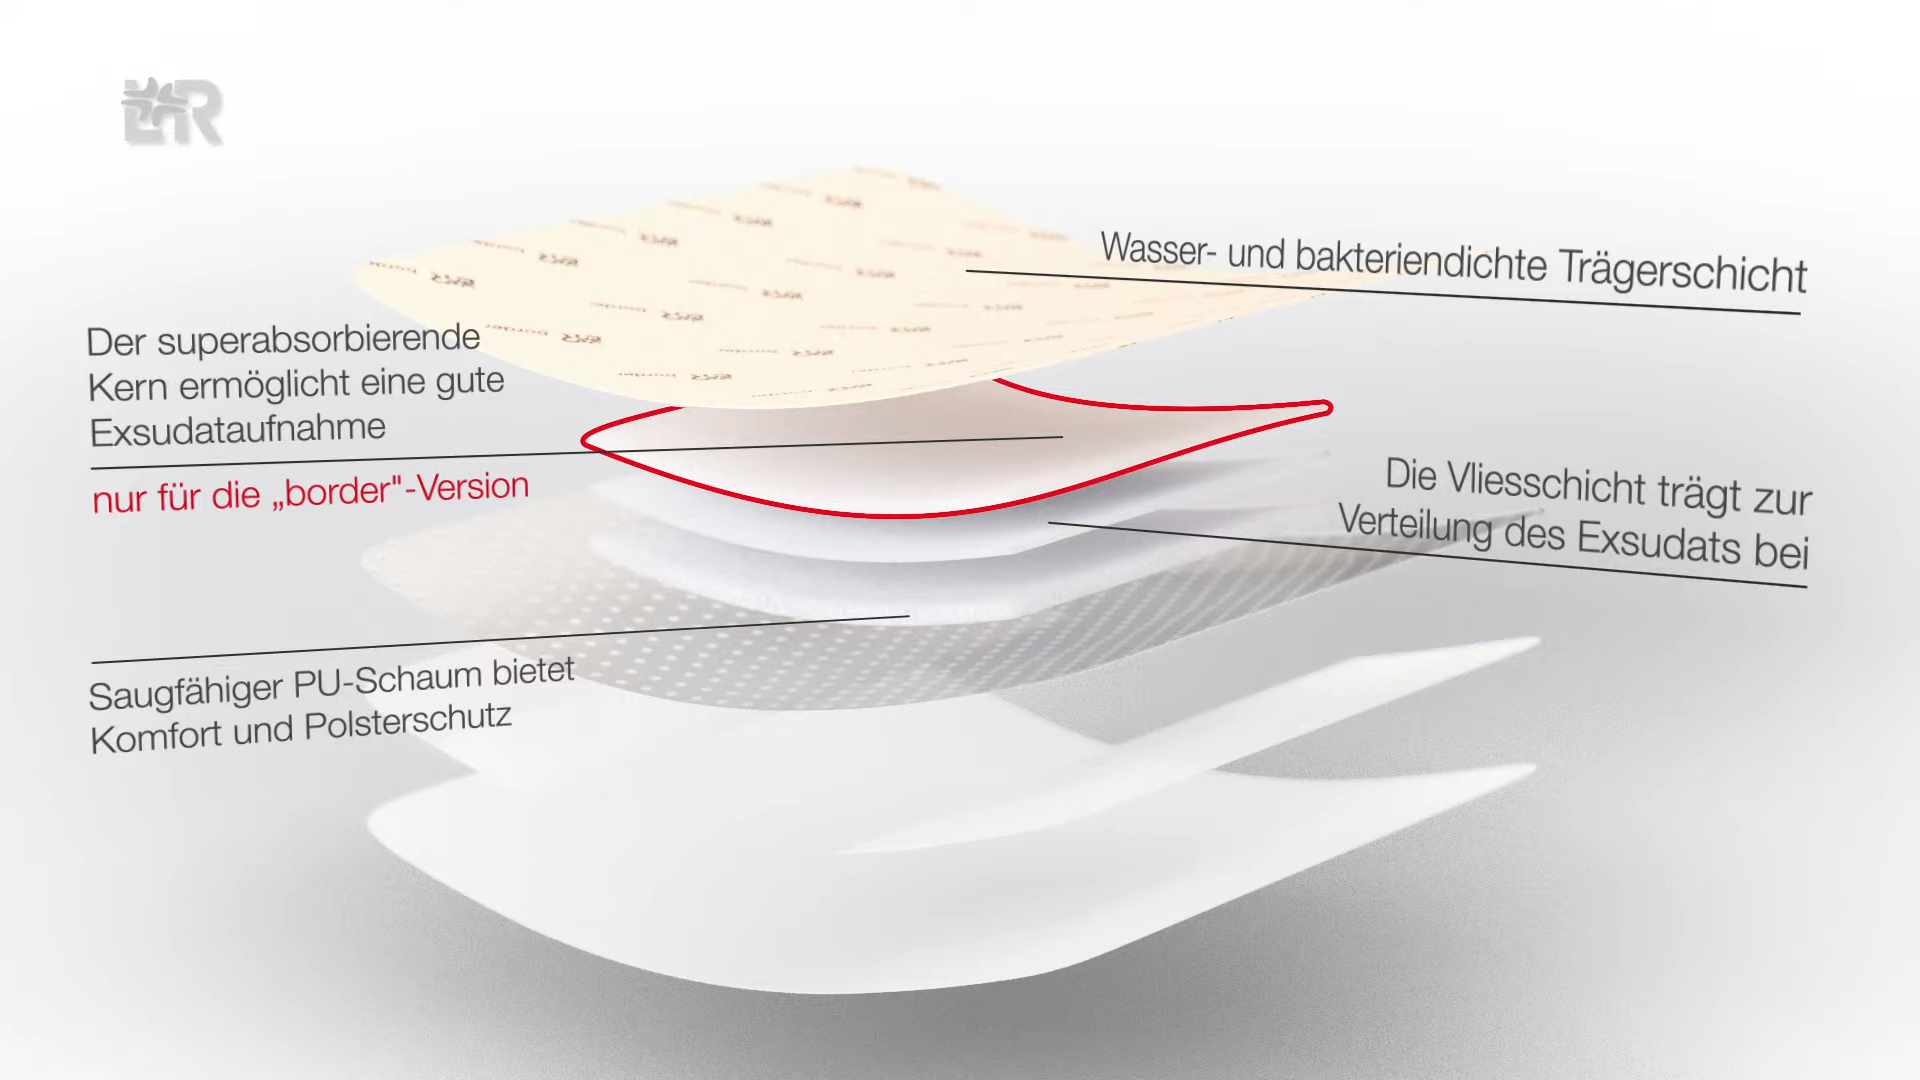 L&R
Wasser- und bakteriendichte Trägerschicht
Der superabsorbierende
Kern ermöglicht eine gute
Exsudataufnahme
nur für die „border"-Version
Die Vliesschicht trägt zur
Verteilung des Exsudats bei
Saugfähiger PU-Schaum bietet
Komfort und Polsterschutz